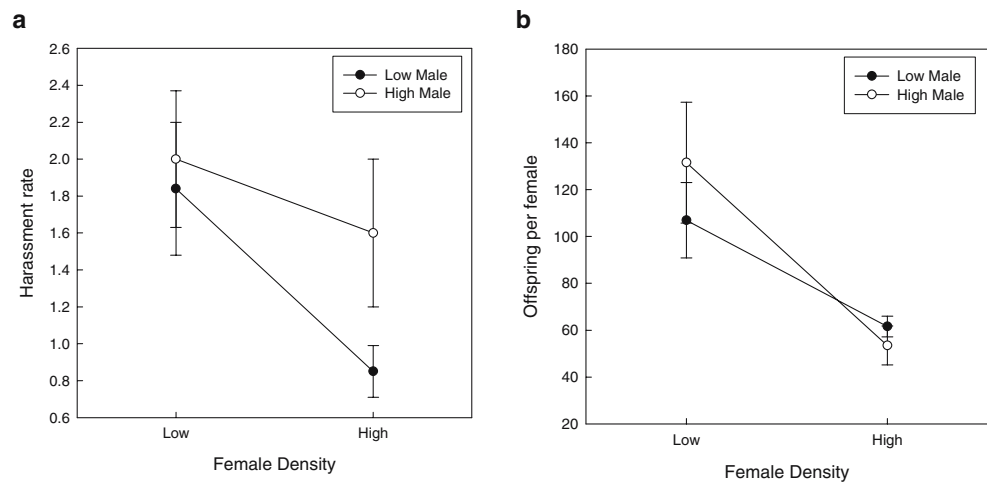 a
2.6
2.4
2.2
2.0
1.8
1.6
1.4
1.2
1.0
0.8
0.6
Harassment rate
Low Male
High Male
Low High
Female Density
b
180
160
140
120
100
80
60
40
20
Offspring per female
Low Male
High Male
Low High
Female Density